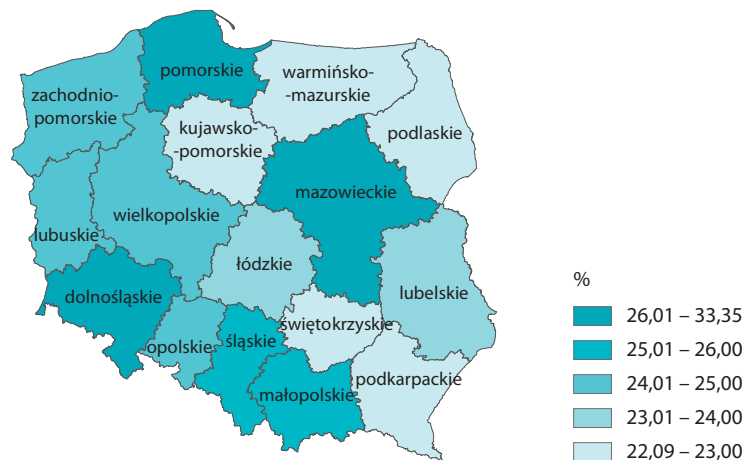 pomorskie
warmińsko-
-mazurskie
zachodnio-
pomorskie
kujawsko-
-pomorskie
podlaskie
mazowieckie
wielkopolskie
lubuskie
łódzkie
lubelskie
dolnośląskie
świętokrzyskie
opolskie
śląskie
podkarpackie
małopolskie
%
26,01 – 33,35
25,01 – 26,00
24,01 – 25,00
23,01 – 24,00
22,09 – 23,00